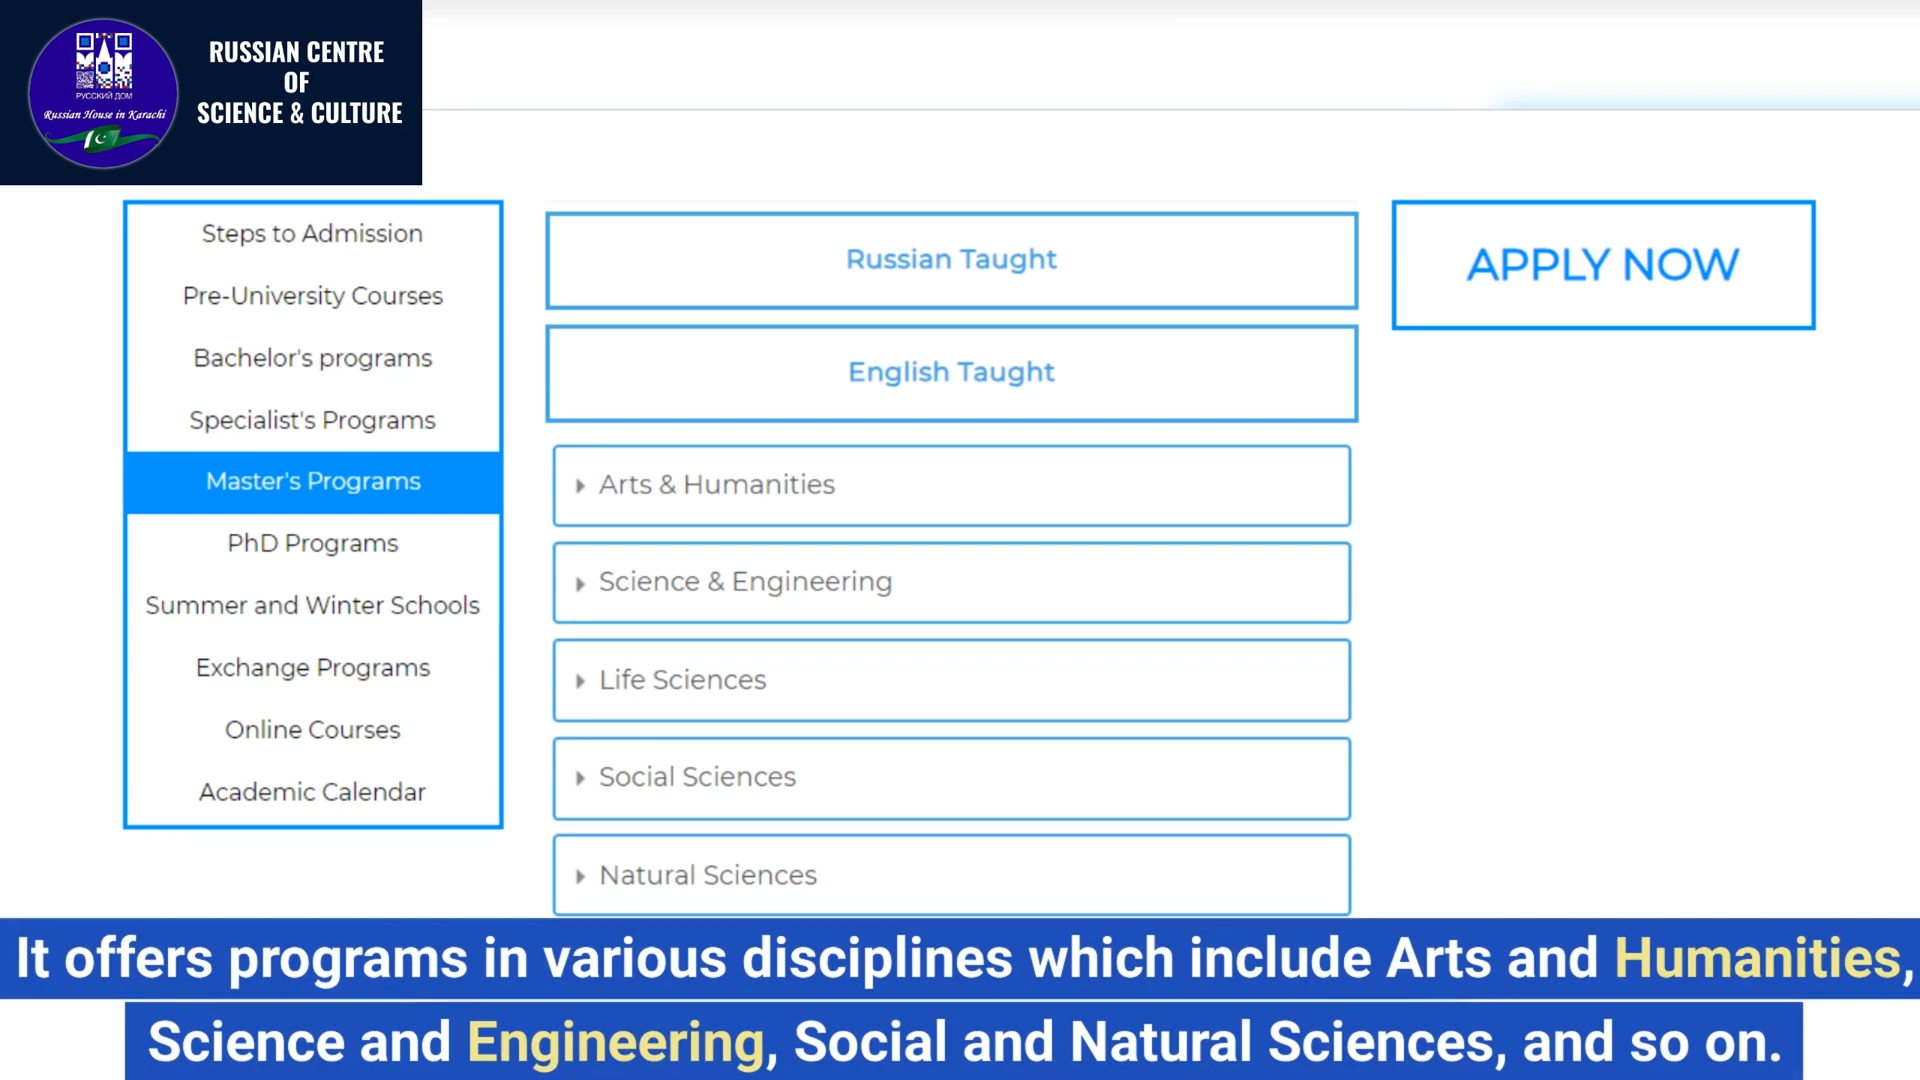 РУССКИЙ ДОМ
Russian House in Karachi
RUSSIAN CENTRE
OF
SCIENCE & CULTURE
Steps to Admission
Pre-University Courses
Bachelor's programs
Specialist's Programs
Master's Programs
PhD Programs
Summer and Winter Schools
Exchange Programs
Online Courses
Academic Calendar
Russian Taught
English Taught
Arts & Humanities
Science & Engineering
Life Sciences
Social Sciences
Natural Sciences
APPLY NOW
It offers programs in various disciplines which include Arts and Humanities,
Science and Engineering, Social and Natural Sciences, and so on.